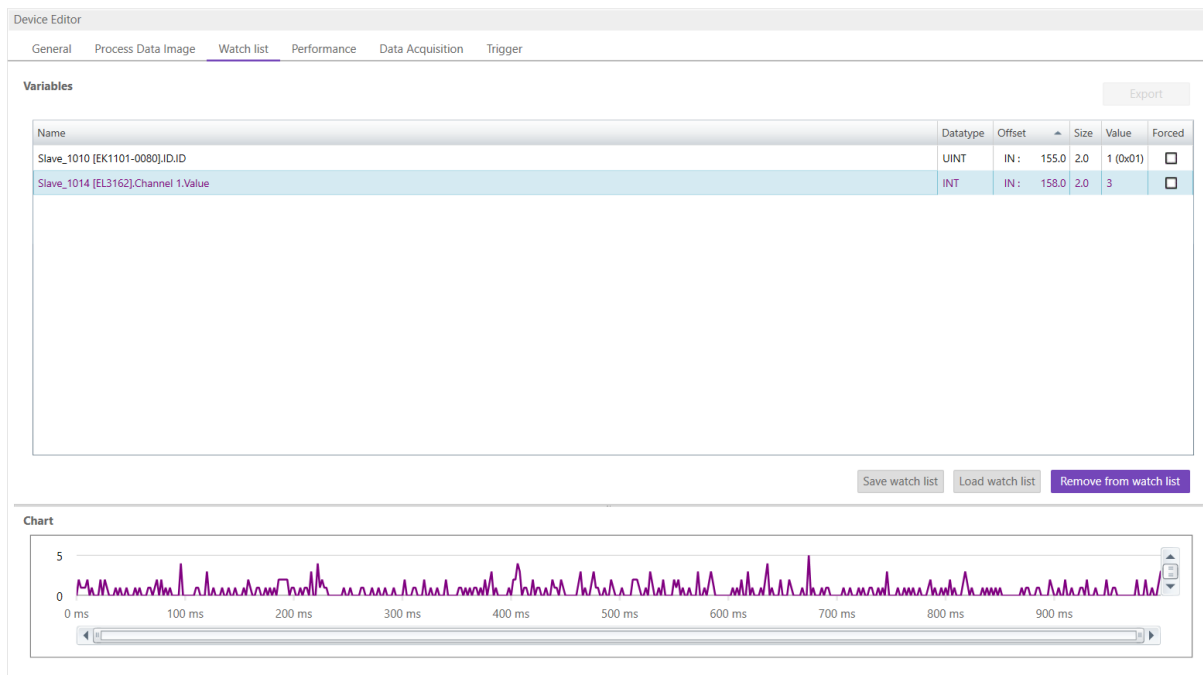 Device Editor
General Process Data Image Watch list Performance Data Acquisition Trigger
Variables
Export
Name Datatype Offset Size Value Forced
Slave_1010 [EK1101-0080].ID.ID UINT IN : 155.0 2.0 1 (0x01)
Slave_1014 [EL3162].Channel 1.Value INT IN : 158.0 2.0 3
Save watch list Load watch list Remove from watch list
Chart
5
0
0 ms 100 ms 200 ms 300 ms 400 ms 500 ms 600 ms 700 ms 800 ms 900 ms